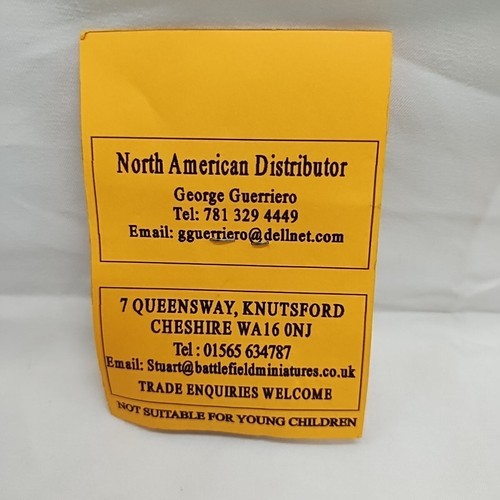 North American Distributor
George Guerriero
Tel: 781 329 4449
Email: gguerriero@dellnet.com
7 QUEENSWAY, KNUTSFORD
CHESHIRE WA16 0NJ
Tel : 01565 634787
Email: Stuart@battlefieldminiatures.co.uk
TRADE ENQUIRIES WELCOME
NOT SUITABLE FOR YOUNG CHILDREN